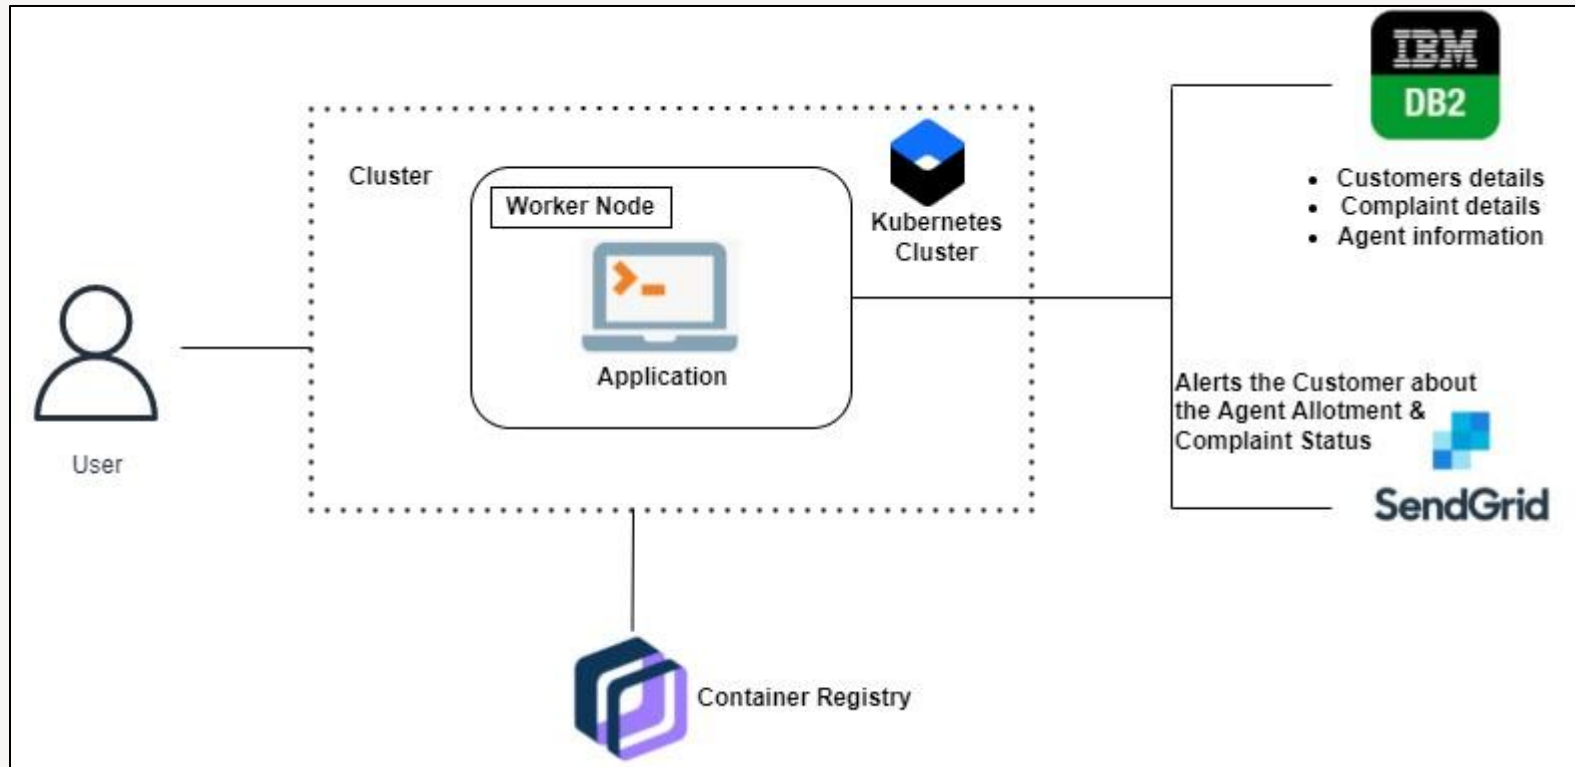 IBM
DB2
• Customers details
• Complaint details
• Agent information
Cluster
Worker Node
Kubernetes
Cluster
Application
User
Alerts the Customer about
the Agent Allotment &
Complaint Status
SendGrid
Container Registry